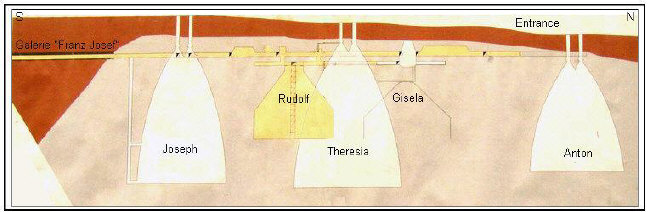 S
N
Entrance
Galerie "Franz Josef"
Rudolf
Gisela
Joseph
Theresia
Anton